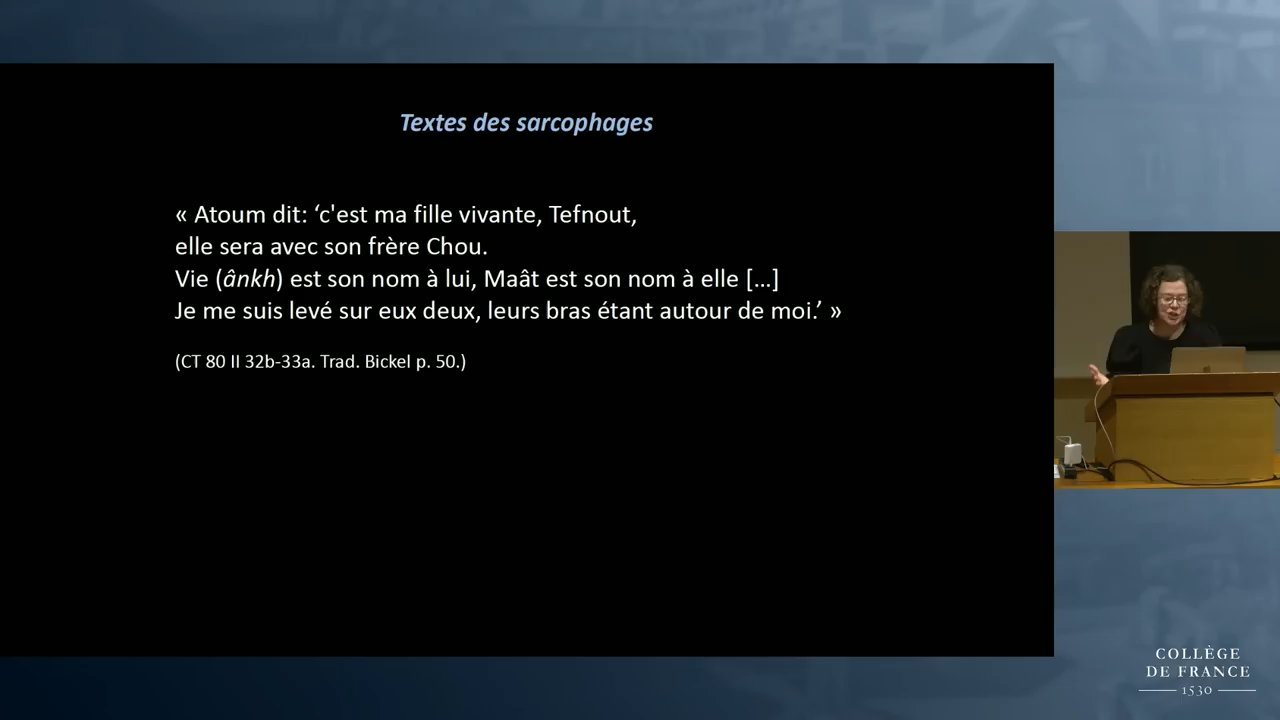 Textes des sarcophages
« Atoum dit: ‘c'est ma fille vivante, Tefnout,
elle sera avec son frère Chou.
Vie (ânkh) est son nom à lui, Maât est son nom à elle […]
Je me suis levé sur eux deux, leurs bras étant autour de moi.’ »
(CT 80 II 32b-33a. Trad. Bickel p. 50.)
COLLÈGE
DE FRANCE
1530